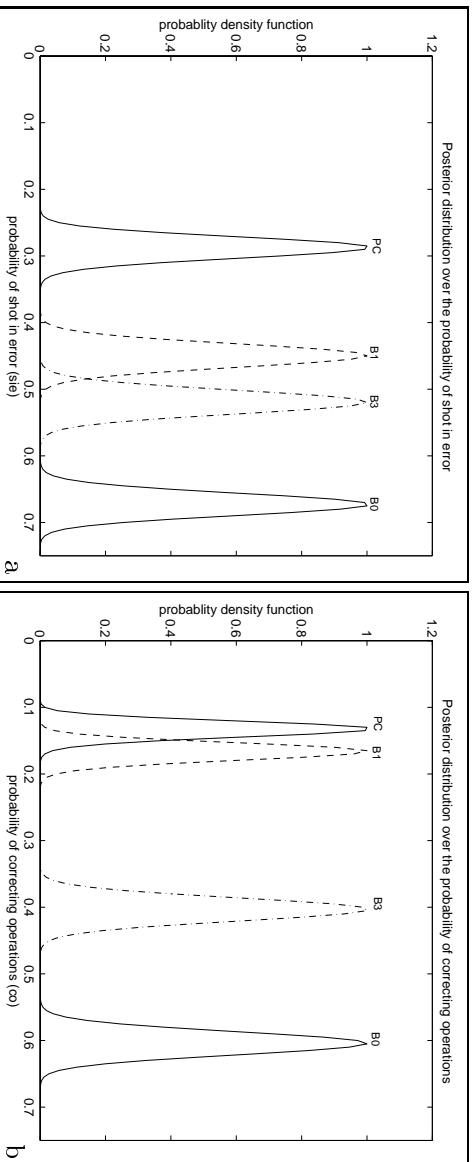 Posterior distribution over the probability of shot in error
probablity density function
1.2
1
0.8
0.6
0.4
0.2
0
PC
B1
B3
B0
0
0.1
0.2
0.3
0.4
0.5
0.6
0.7
probability of shot in error (sie)
a
Posterior distribution over the probability of correcting operations
probablity density function
1.2
1
0.8
0.6
0.4
0.2
0
PC
B1
B3
B0
0
0.1
0.2
0.3
0.4
0.5
0.6
0.7
probability of correcting operations (co)
b